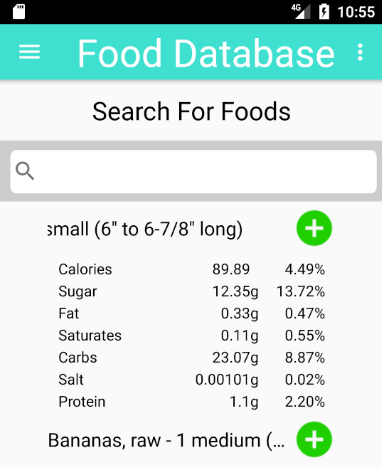 4G 10:55
Food Database
Search For Foods
small (6" to 6-7/8" long)
Calories 89.89 4.49%
Sugar 12.35g 13.72%
Fat 0.33g 0.47%
Saturates 0.11g 0.55%
Carbs 23.07g 8.87%
Salt 0.00101g 0.02%
Protein 1.1g 2.20%
Bananas, raw - 1 medium (...